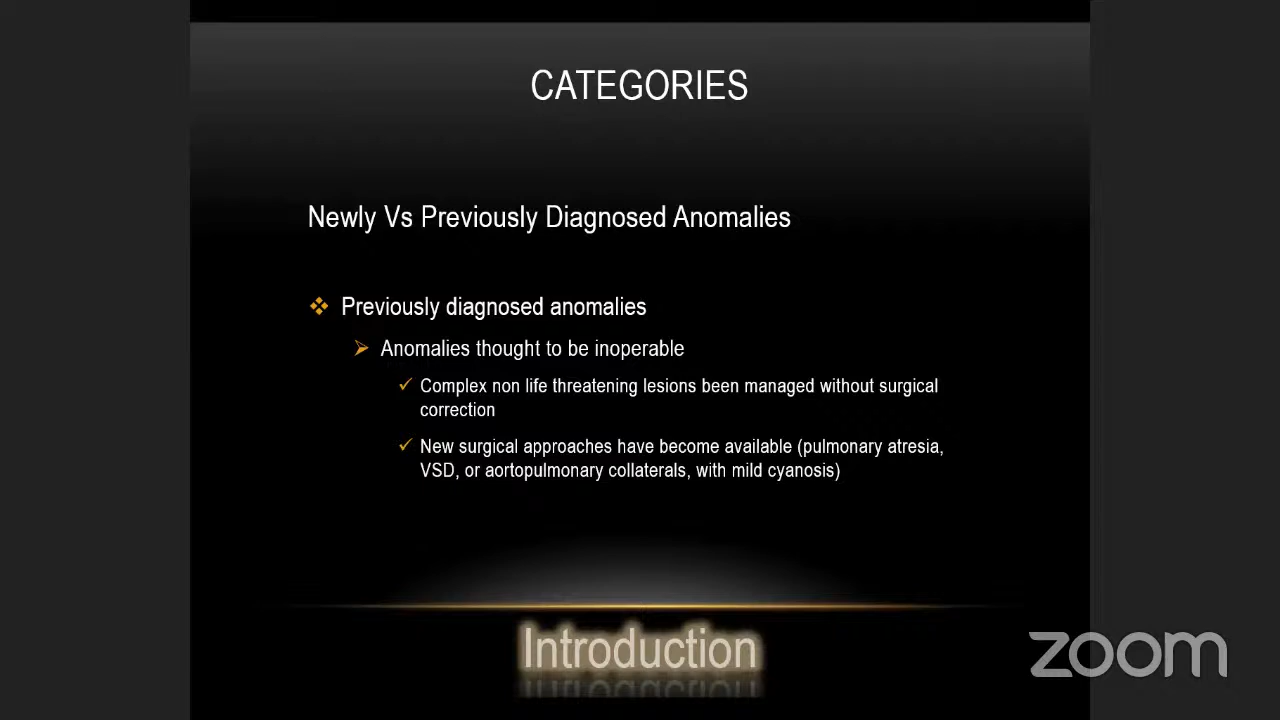 CATEGORIES
Newly Vs Previously Diagnosed Anomalies
Previously diagnosed anomalies
Anomalies thought to be inoperable
Complex non life threatening lesions been managed without surgical
correction
New surgical approaches have become available (pulmonary atresia,
VSD, or aortopulmonary collaterals, with mild cyanosis)
Introduction
zoom